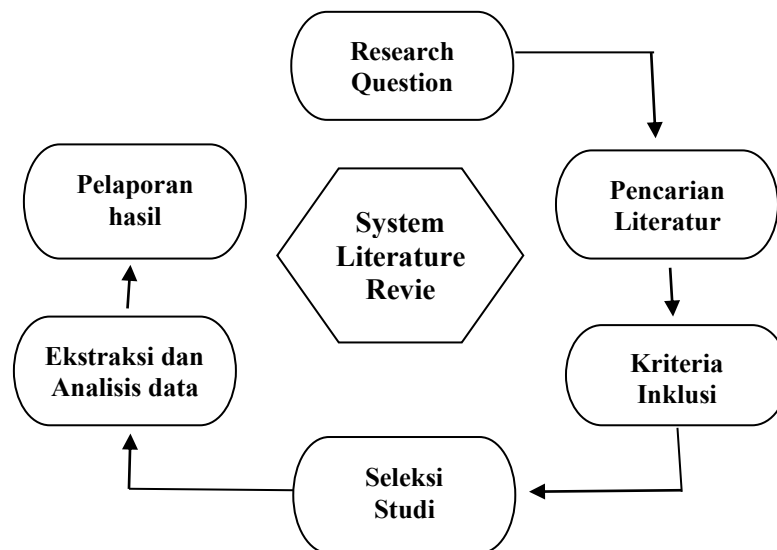 Research
Question
Pencarian
Literatur
Kriteria
Inklusi
Seleksi
Studi
Ekstraksi dan
Analisis data
Pelaporan
hasil
System
Literature
Revie